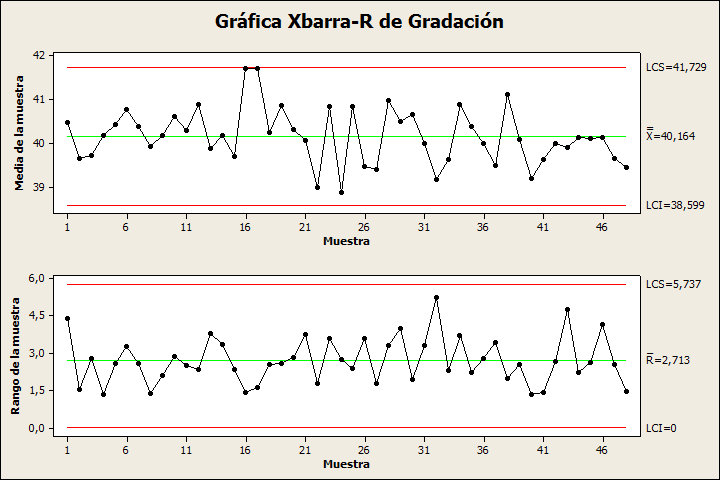 Gráfica Xbarra-R de Gradación
Media de la muestra
42
41
40
39
LCS=41,729
X=40,164
LCI=38,599
1 6 11 16 21 26 31 36 41 46
Muestra
Rango de la muestra
6,0
4,5
3,0
1,5
0,0
LCS=5,737
R=2,713
LCI=0
1 6 11 16 21 26 31 36 41 46
Muestra